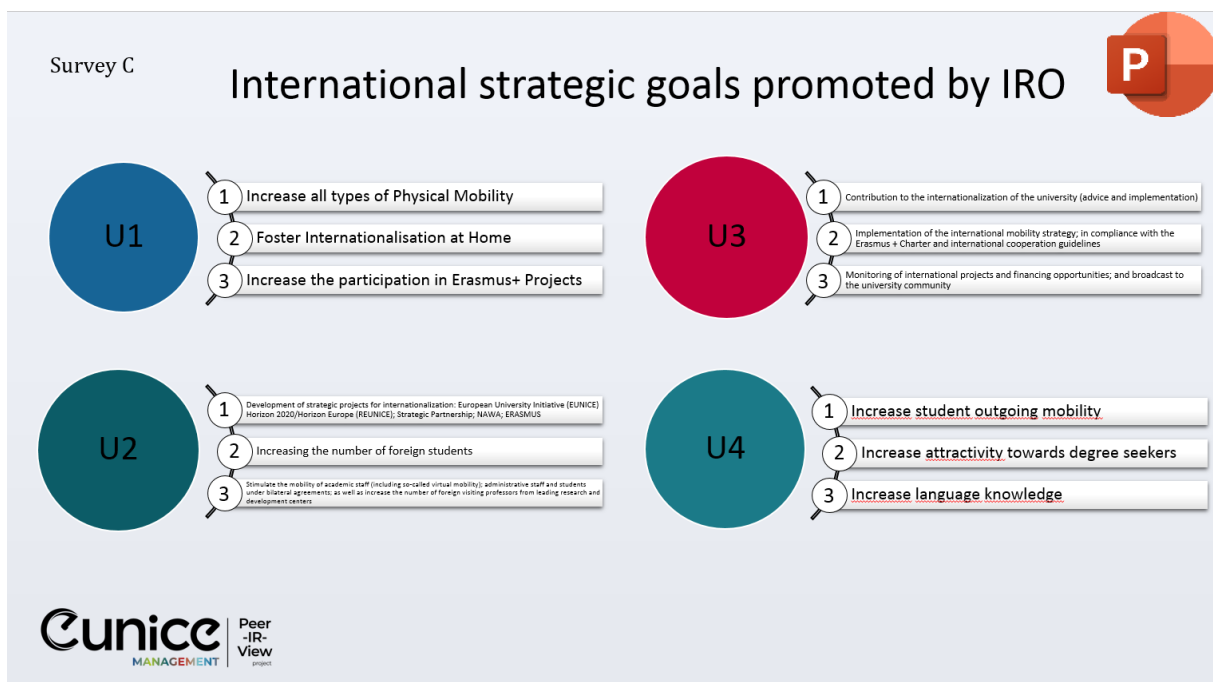 Survey C
International strategic goals promoted by IRO
P
U1
1 Increase all types of Physical Mobility
2 Foster Internationalisation at Home
3 Increase the participation in Erasmus+ Projects
U3
1 Contribution to the internationalization of the university (advice and implementation)
2 Implementation of the international mobility strategy; in compliance with the
Erasmus + Charter and international cooperation guidelines
3 Monitoring of international projects and financing opportunities; and broadcast to
the university community
U2
1 Development of strategic projects for internationalization: European University Initiative (EUNICE)
Horizon 2020/Horizon Europe (REUNICE); Strategic Partnership; NAWA; ERASMUS
2 Increasing the number of foreign students
3 Stimulate the mobility of academic staff (including so-called virtual mobility); administrative staff and students
under bilateral agreements; as well as increase the number of foreign visiting professors from leading research and
development centers
U4
1 Increase student outgoing mobility
2 Increase attractivity towards degree seekers
3 Increase language knowledge
eunice
MANAGEMENT
Peer
-IR-
View
project